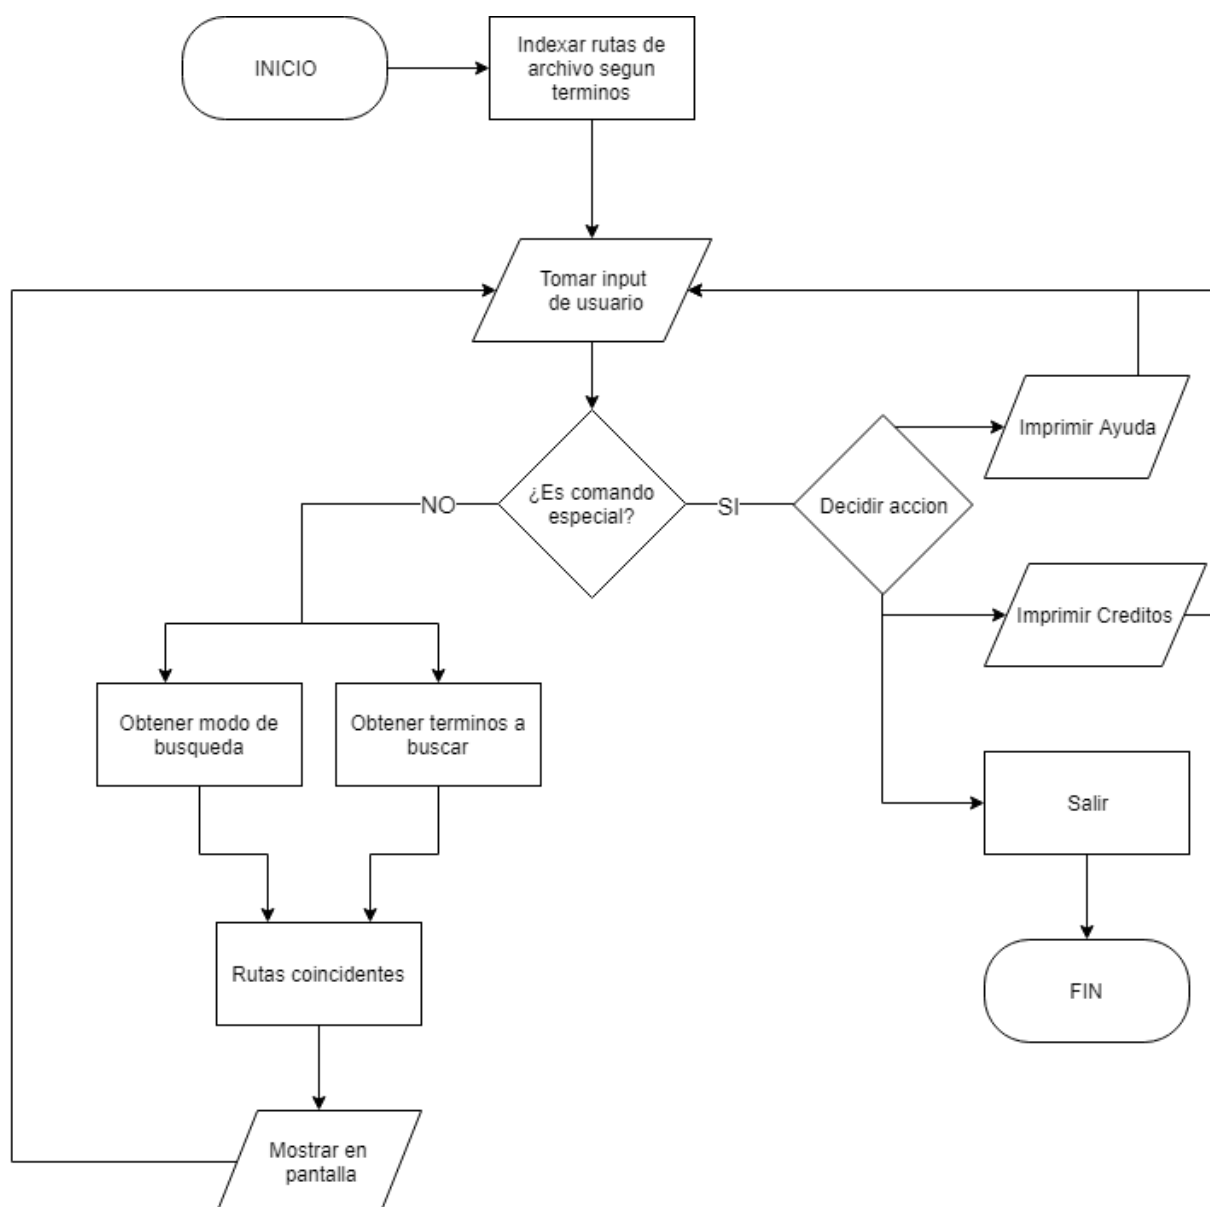 INICIO
Indexar rutas de
archivo segun
terminos
Tomar input
de usuario
Imprimir Ayuda
¿Es comando
especial?
NO
SI
Decidir accion
Imprimir Creditos
Obtener modo de
busqueda
Obtener terminos a
buscar
Salir
Rutas coincidentes
FIN
Mostrar en
pantalla